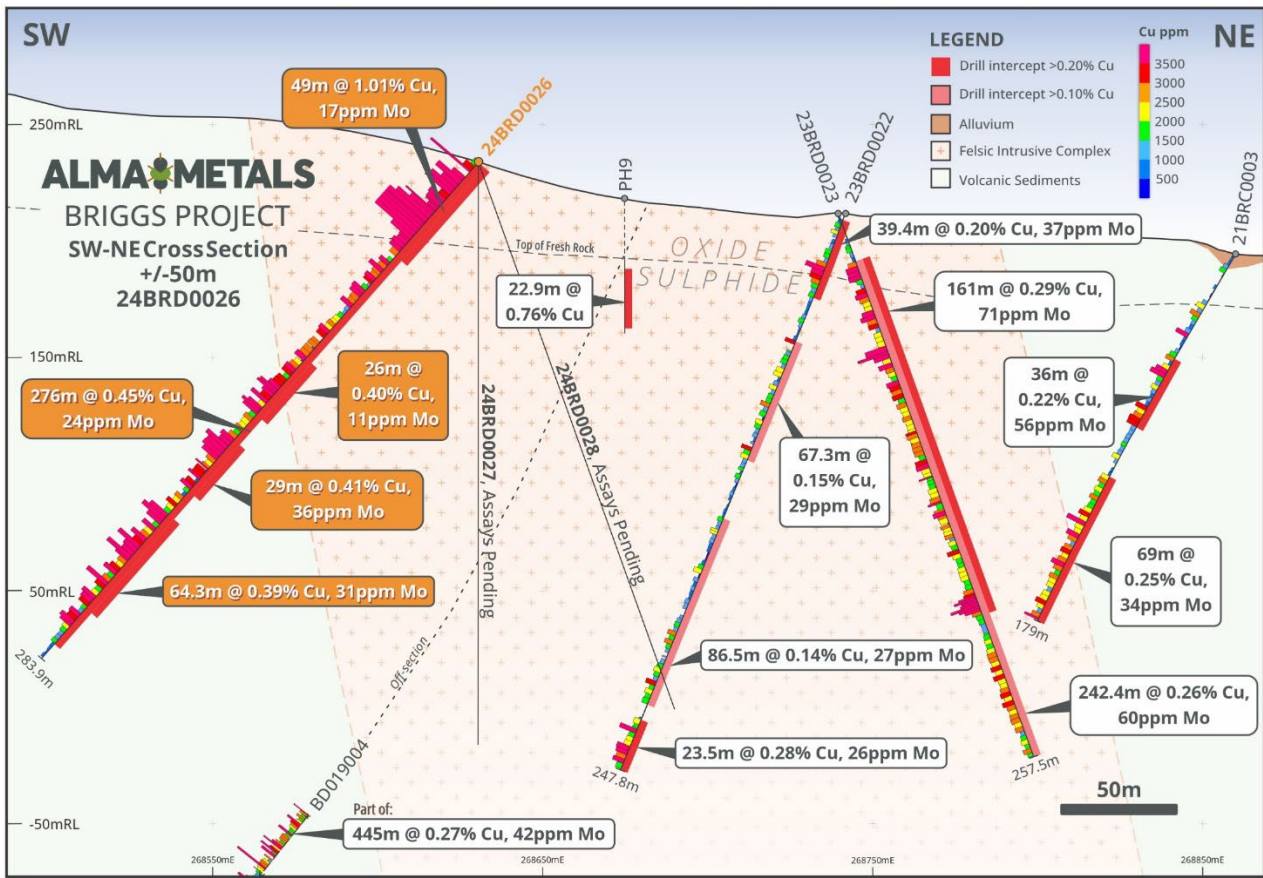 SW
NE
LEGEND
Drill intercept >0.20% Cu
Drill intercept >0.10% Cu
Alluvium
Felsic Intrusive Complex
Volcanic Sediments
Cu ppm
3500
3000
2500
2000
1500
1000
500
250mRL
150mRL
50mRL
-50mRL
ALMA METALS
BRIGGS PROJECT
SW-NE Cross Section
+/-50m
24BRD0026
49m @ 1.01% Cu,
17ppm Mo
24BRD0026
PH9
23BRD0023
23BRD0022
21BRC0003
Top of Fresh Rock
OXIDE
SULPHIDE
39.4m @ 0.20% Cu, 37ppm Mo
22.9m @
0.76% Cu
161m @ 0.29% Cu,
71ppm Mo
276m @ 0.45% Cu,
24ppm Mo
26m @
0.40% Cu,
11ppm Mo
36m @
0.22% Cu,
56ppm Mo
24BRD0027, Assays Pending
24BRD0028, Assays Pending
67.3m @
0.15% Cu,
29ppm Mo
29m @ 0.41% Cu,
36ppm Mo
64.3m @ 0.39% Cu, 31ppm Mo
69m @
0.25% Cu,
34ppm Mo
179m
283.9m
Off-section
86.5m @ 0.14% Cu, 27ppm Mo
242.4m @ 0.26% Cu,
60ppm Mo
23.5m @ 0.28% Cu, 26ppm Mo
247.8m
257.5m
50m
BD019004
Part of:
445m @ 0.27% Cu, 42ppm Mo
268550mE
268650mE
268750mE
268850mE